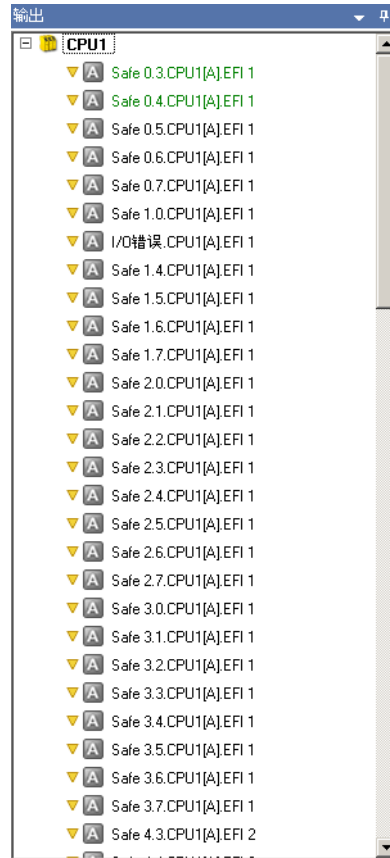 输出
CPU1
Safe 0.3.CPU1[A].EFI 1
Safe 0.4.CPU1[A].EFI 1
Safe 0.5.CPU1[A].EFI 1
Safe 0.6.CPU1[A].EFI 1
Safe 0.7.CPU1[A].EFI 1
Safe 1.0.CPU1[A].EFI 1
I/O错误.CPU1[A].EFI 1
Safe 1.4.CPU1[A].EFI 1
Safe 1.5.CPU1[A].EFI 1
Safe 1.6.CPU1[A].EFI 1
Safe 1.7.CPU1[A].EFI 1
Safe 2.0.CPU1[A].EFI 1
Safe 2.1.CPU1[A].EFI 1
Safe 2.2.CPU1[A].EFI 1
Safe 2.3.CPU1[A].EFI 1
Safe 2.4.CPU1[A].EFI 1
Safe 2.5.CPU1[A].EFI 1
Safe 2.6.CPU1[A].EFI 1
Safe 2.7.CPU1[A].EFI 1
Safe 3.0.CPU1[A].EFI 1
Safe 3.1.CPU1[A].EFI 1
Safe 3.2.CPU1[A].EFI 1
Safe 3.3.CPU1[A].EFI 1
Safe 3.4.CPU1[A].EFI 1
Safe 3.5.CPU1[A].EFI 1
Safe 3.6.CPU1[A].EFI 1
Safe 3.7.CPU1[A].EFI 1
Safe 4.3.CPU1[A].EFI 2